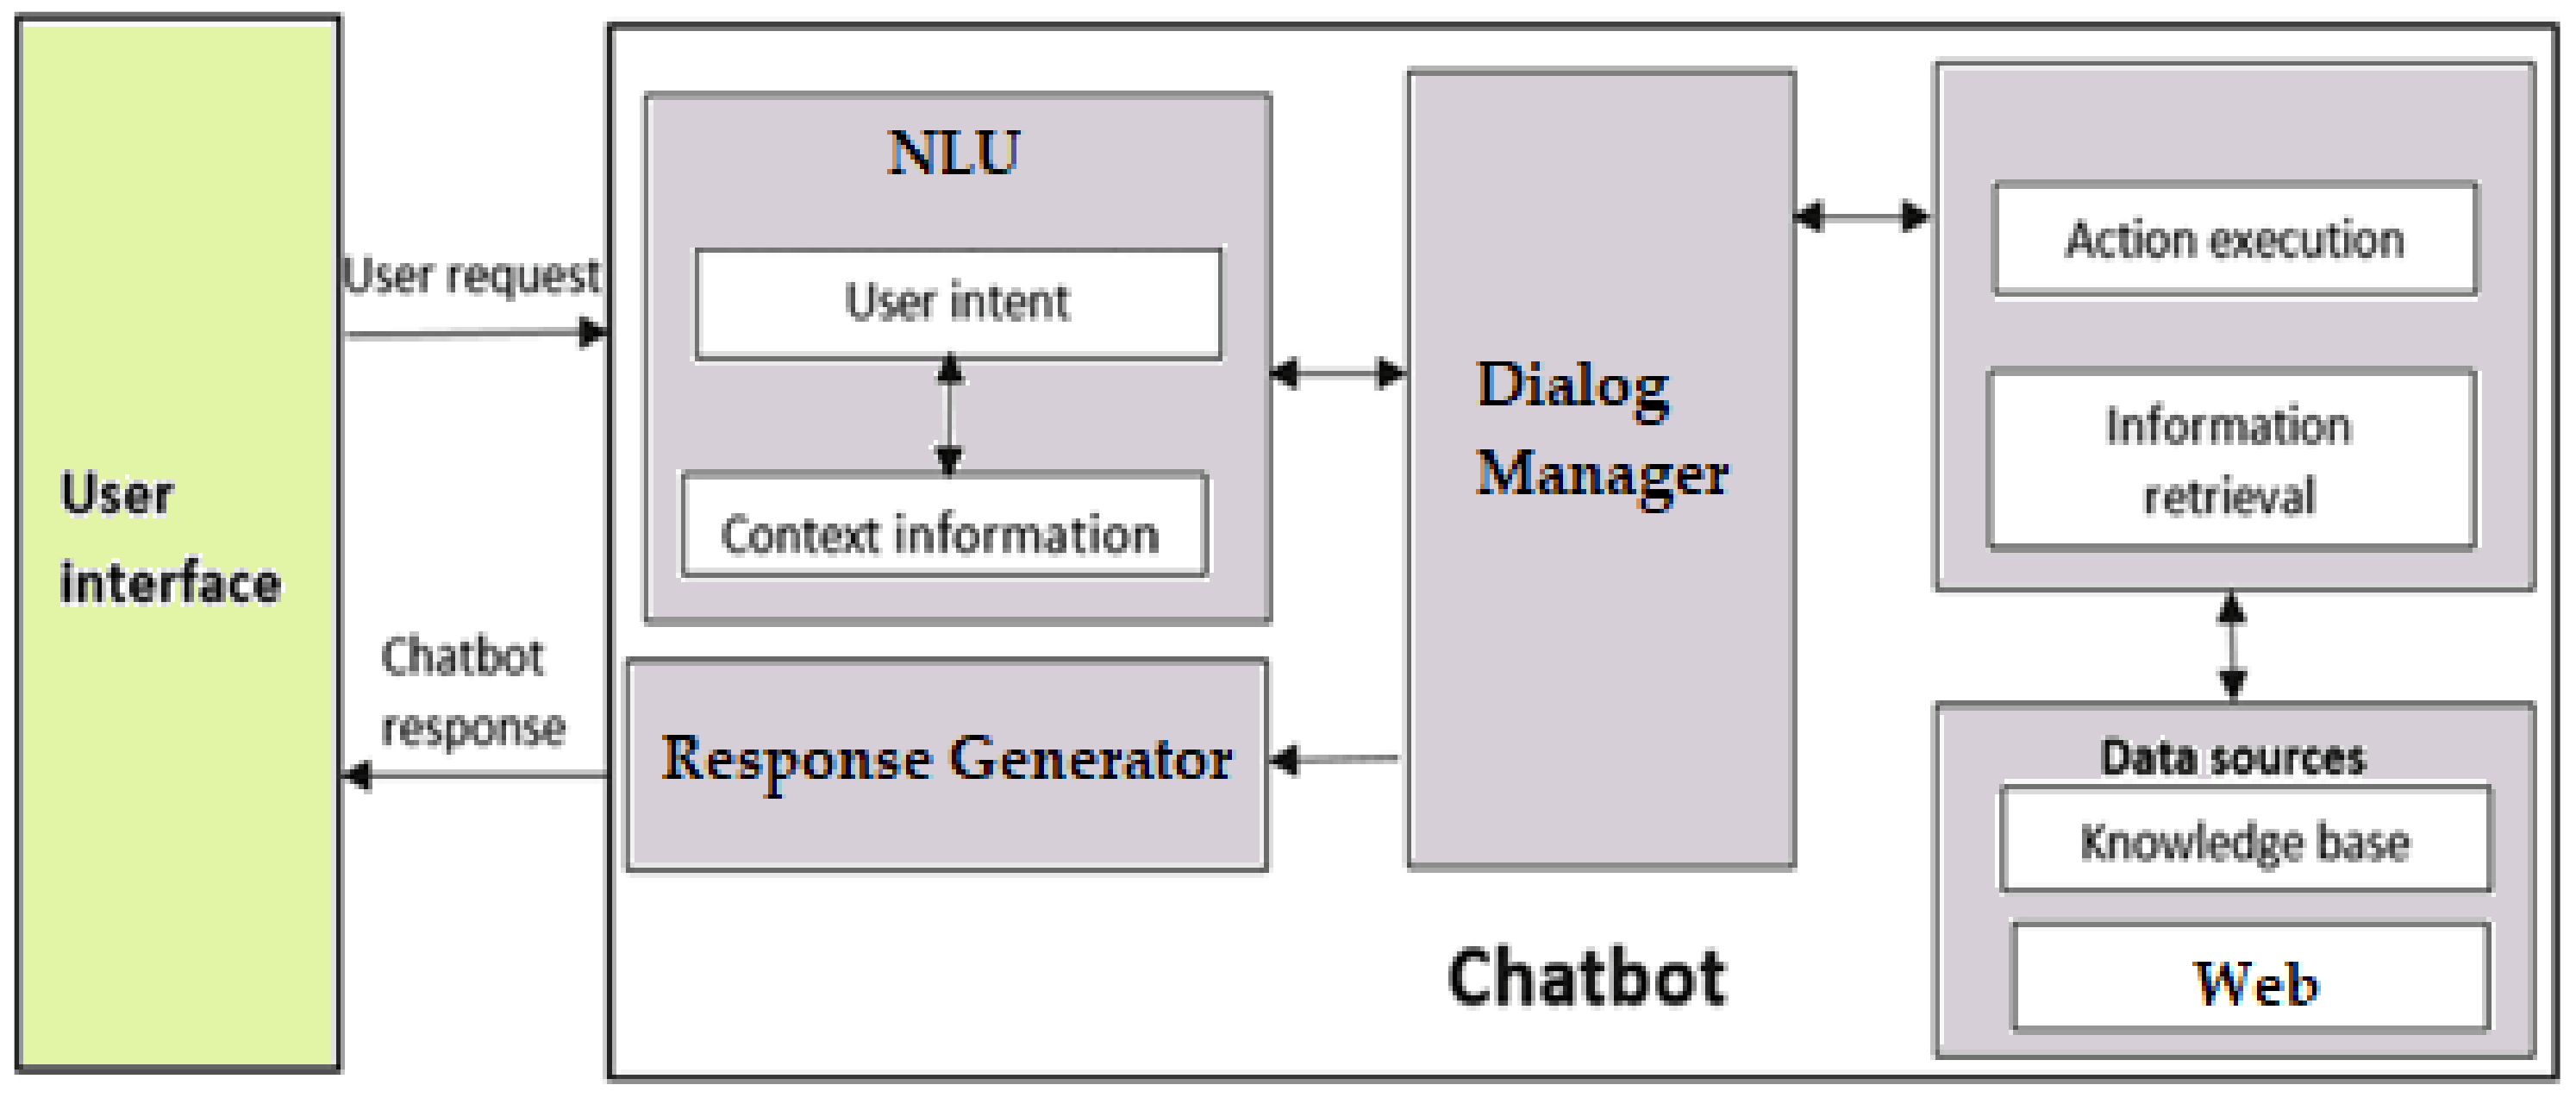 User
interface
User request
Chatbot
response
NLU
User intent
Context information
Response Generator
Dialog
Manager
Action execution
Information
retrieval
Data sources
Knowledge base
Web
Chatbot